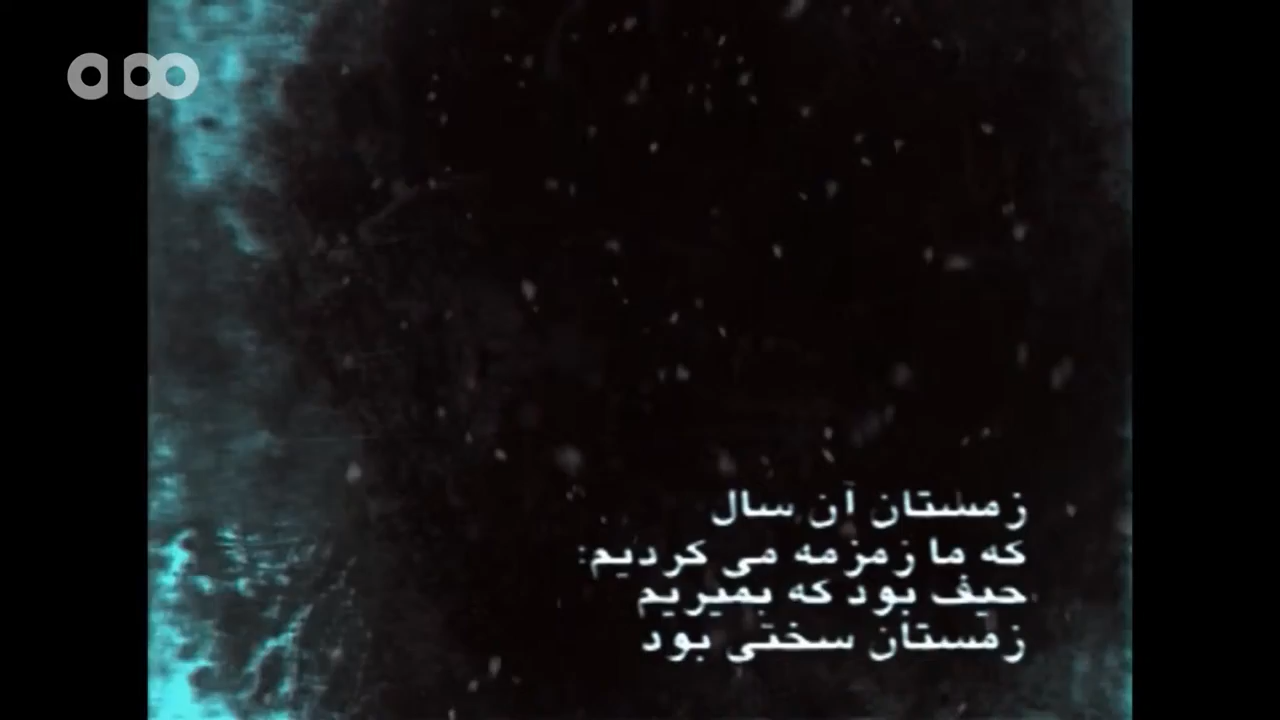 زمستان آن سال
که ما زمزمه می کردیم:
حیف بود که بمیریم
زمستان سختی بود